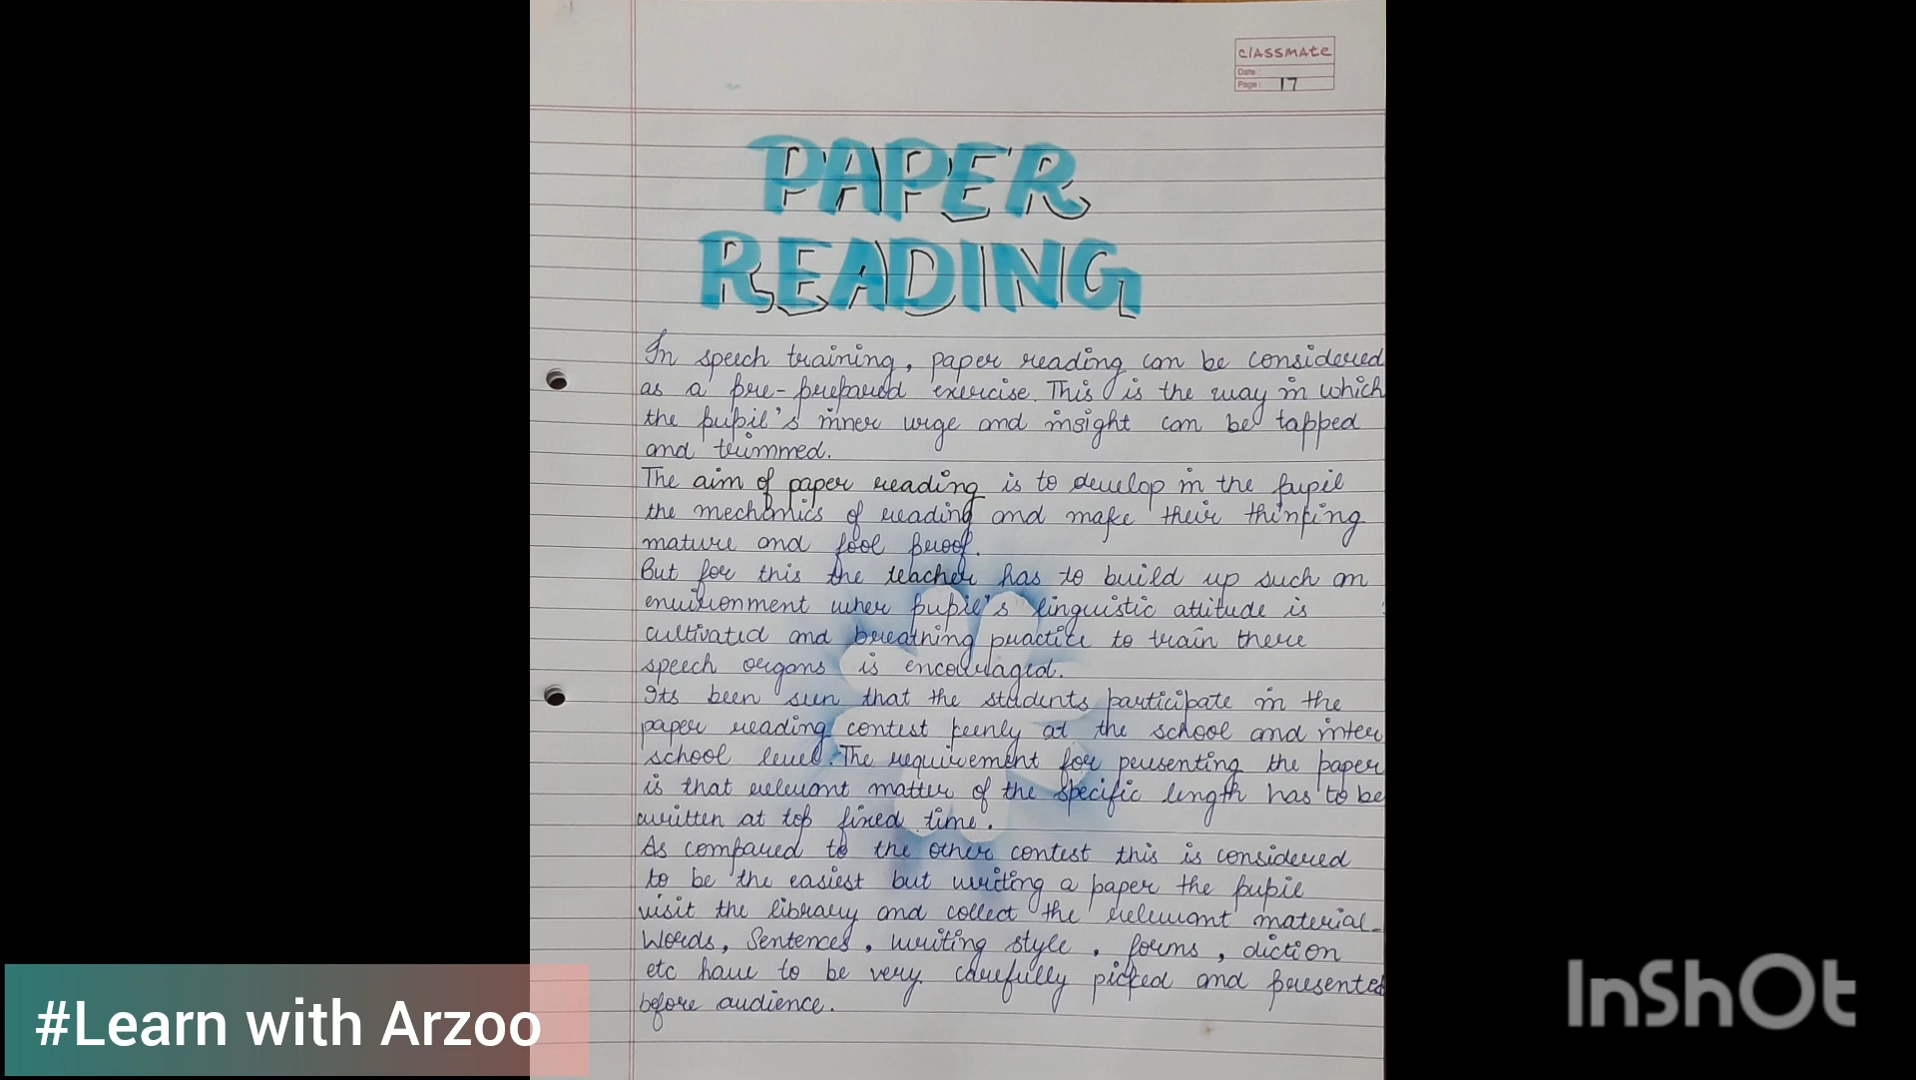 classmate
Date :
Page : 17
PAPER
READING
In speech training, paper reading can be considered
as a pre-prepared exercise. This is the way in which
the pupil's inner urge and insight can be tapped
and trimmed.
The aim of paper reading is to develop in the pupil
the mechanics of reading and make their thinking
mature and fool proof.
But for this the teacher has to build up such an
environment wher pupil's linguistic attitude is
cultivated and breathing practice to train there
speech organs is encouraged.
Its been seen that the students participate in the
paper reading contest keenly at the school and inter
school level. The requirement for presenting the paper
is that relevant matter of the specific length has to be
written at top fixed time.
As compared to the other contest this is considered
to be the easiest but writing a paper the pupil
visit the library and collect the relevant material.
Words, Sentences, writing style, forms, diction
etc have to be very carefully picked and presented
before audience.
#Learn with Arzoo
InShOt